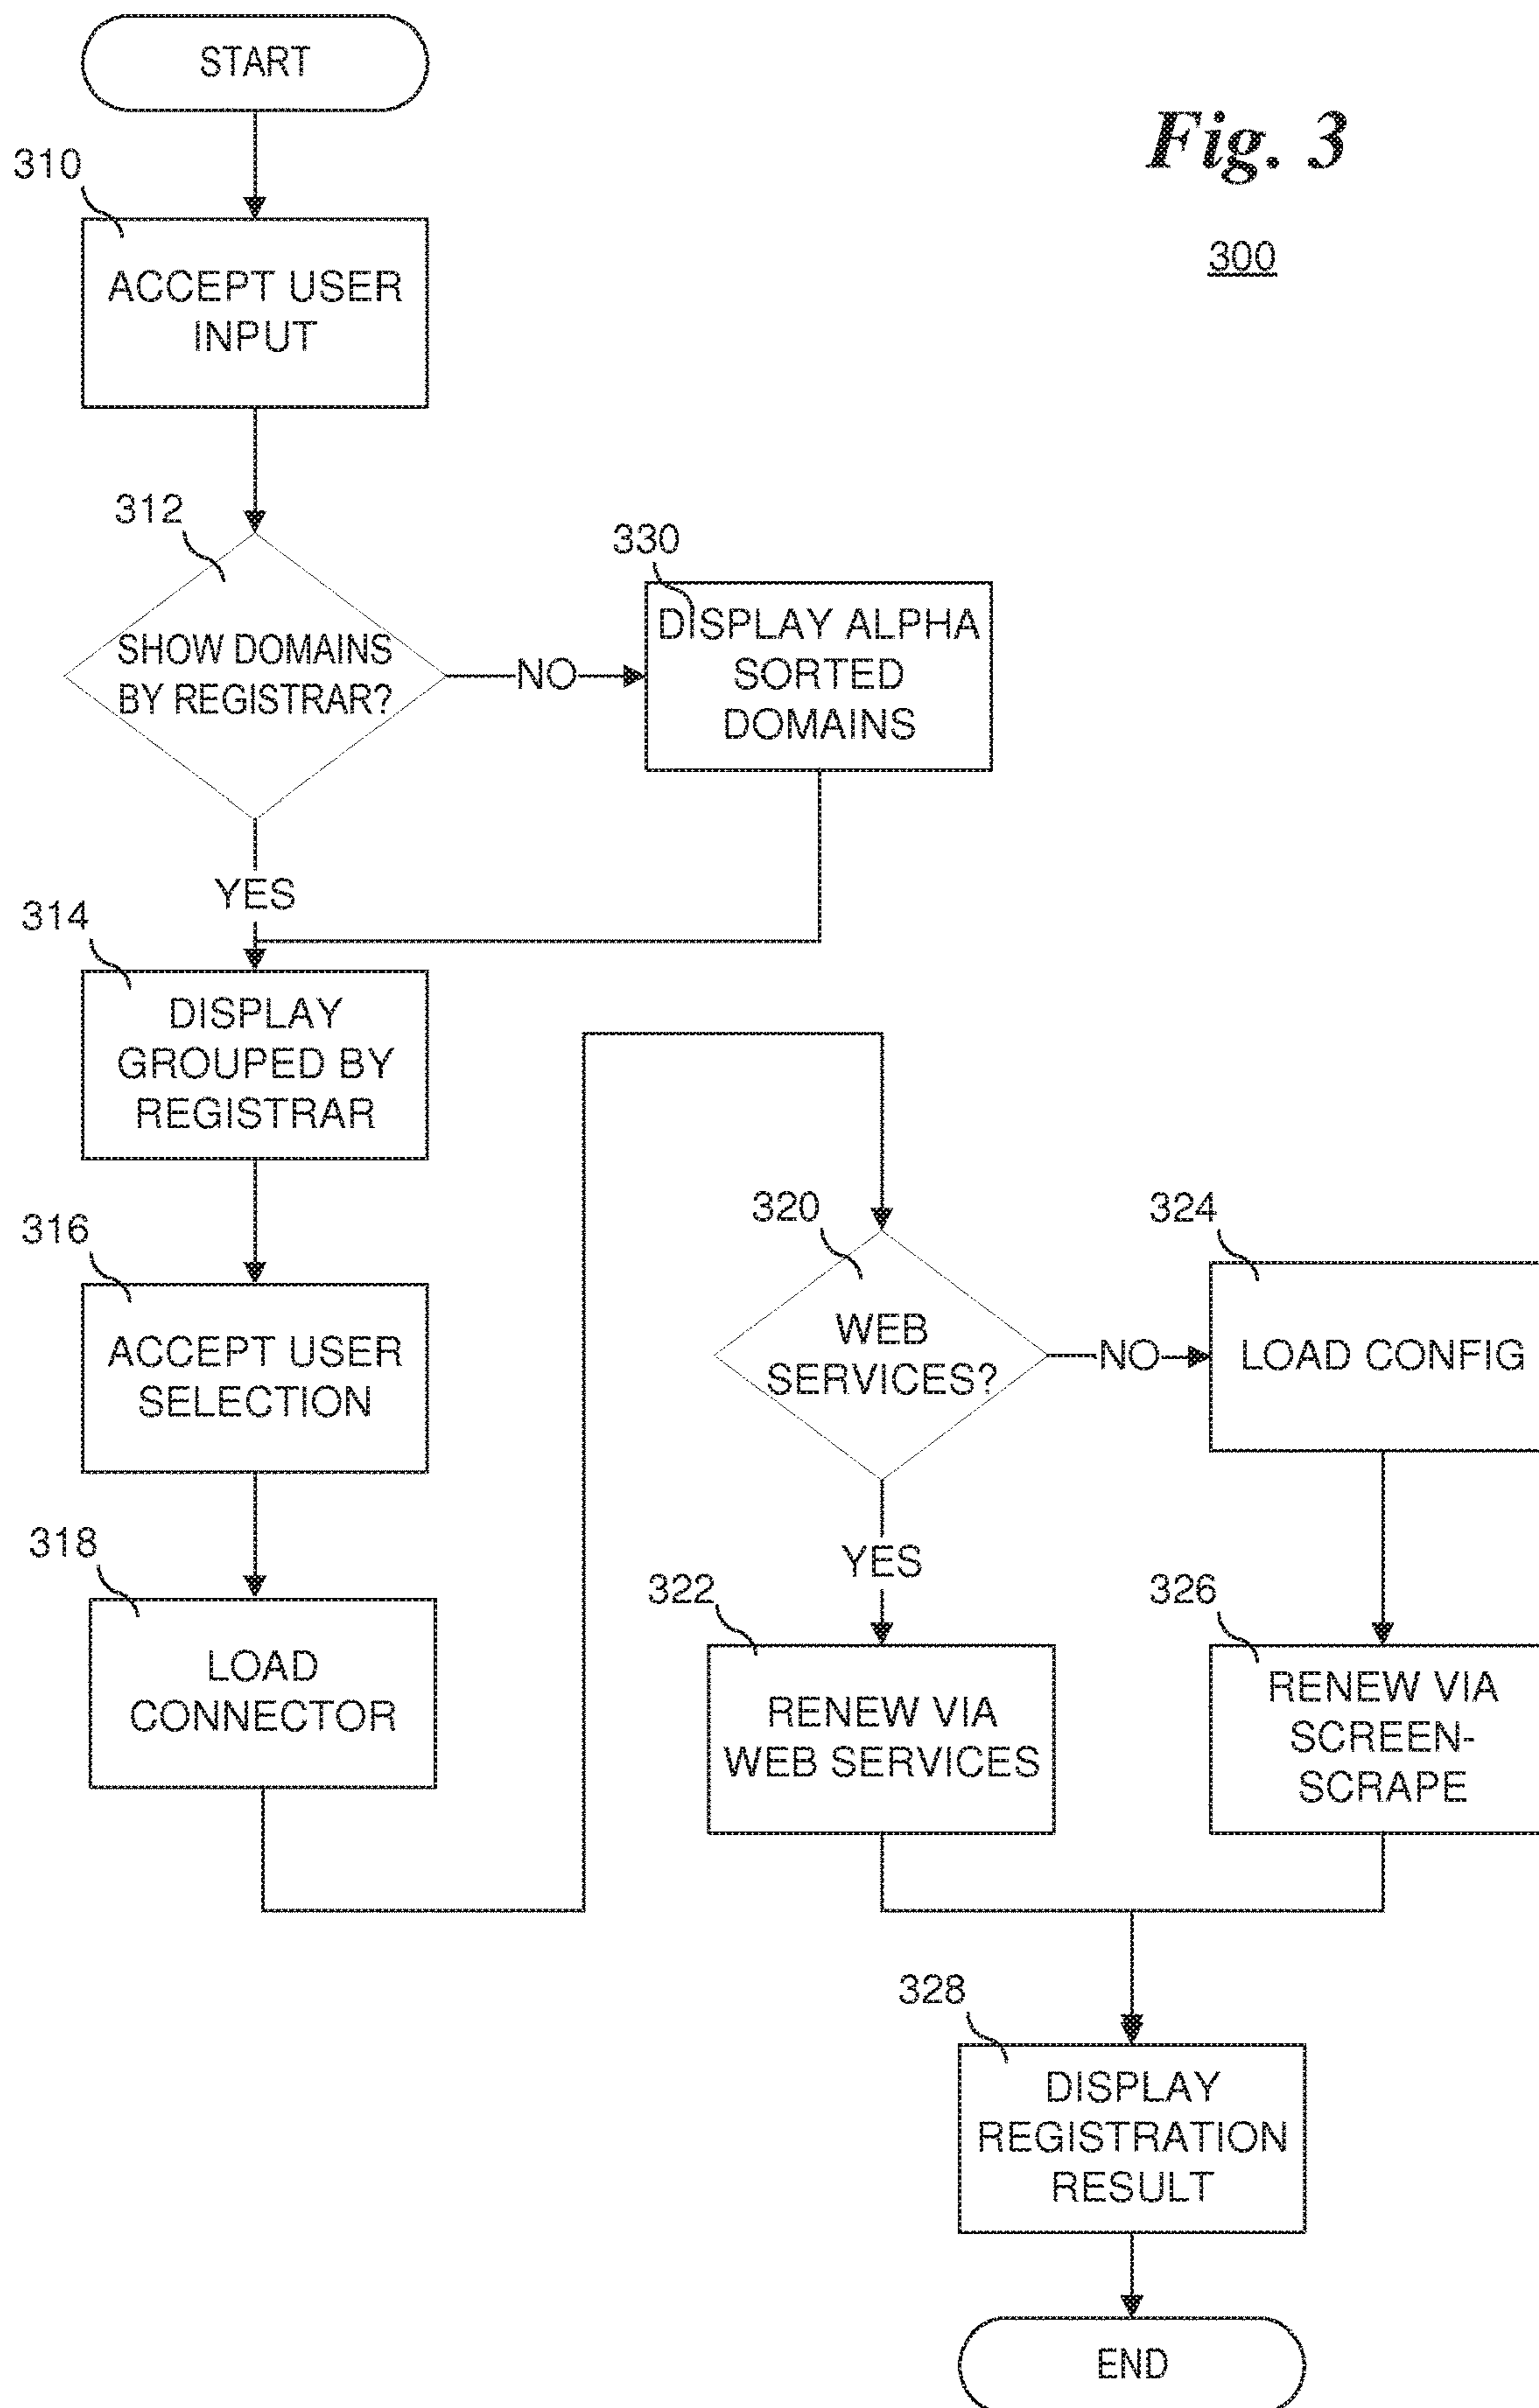 START
Fig. 3
300
310
ACCEPT USER
INPUT
312
SHOW DOMAINS
BY REGISTRAR?
NO
330
DISPLAY ALPHA
SORTED
DOMAINS
YES
314
DISPLAY
GROUPED BY
REGISTRAR
316
ACCEPT USER
SELECTION
318
LOAD
CONNECTOR
320
WEB
SERVICES?
NO
324
LOAD CONFIG
YES
322
RENEW VIA
WEB SERVICES
326
RENEW VIA
SCREEN-
SCRAPE
328
DISPLAY
REGISTRATION
RESULT
END